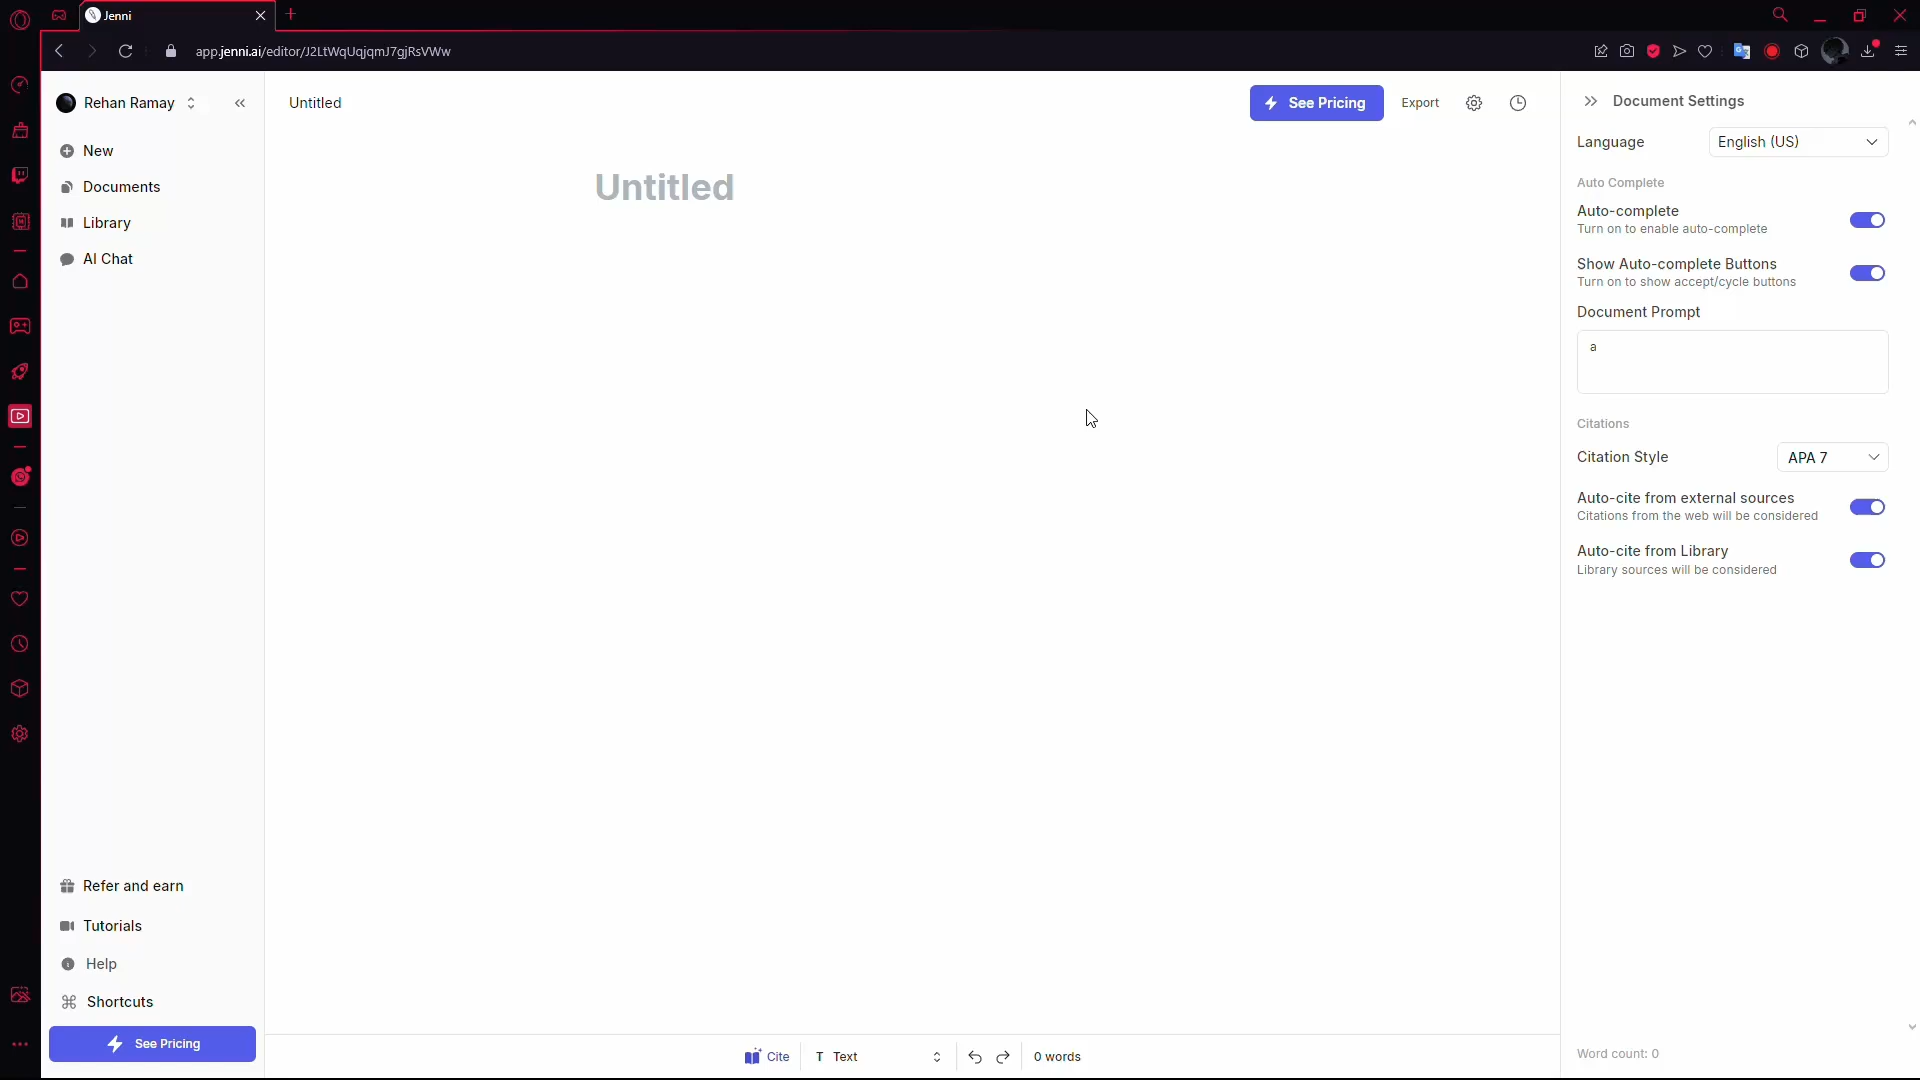 Jenni
app.jenni.ai/editor/J2LtWqUqjqmJ7gjRsVWw
Rehan Ramay
Untitled
See Pricing
Export
Document Settings
New
Documents
Library
AI Chat
Untitled
Language
English (US)
Auto Complete
Auto-complete
Turn on to enable auto-complete
Show Auto-complete Buttons
Turn on to show accept/cycle buttons
Document Prompt
a
Citations
Citation Style
APA 7
Auto-cite from external sources
Citations from the web will be considered
Auto-cite from Library
Library sources will be considered
Refer and earn
Tutorials
Help
Shortcuts
See Pricing
Cite
T Text
0 words
Word count: 0